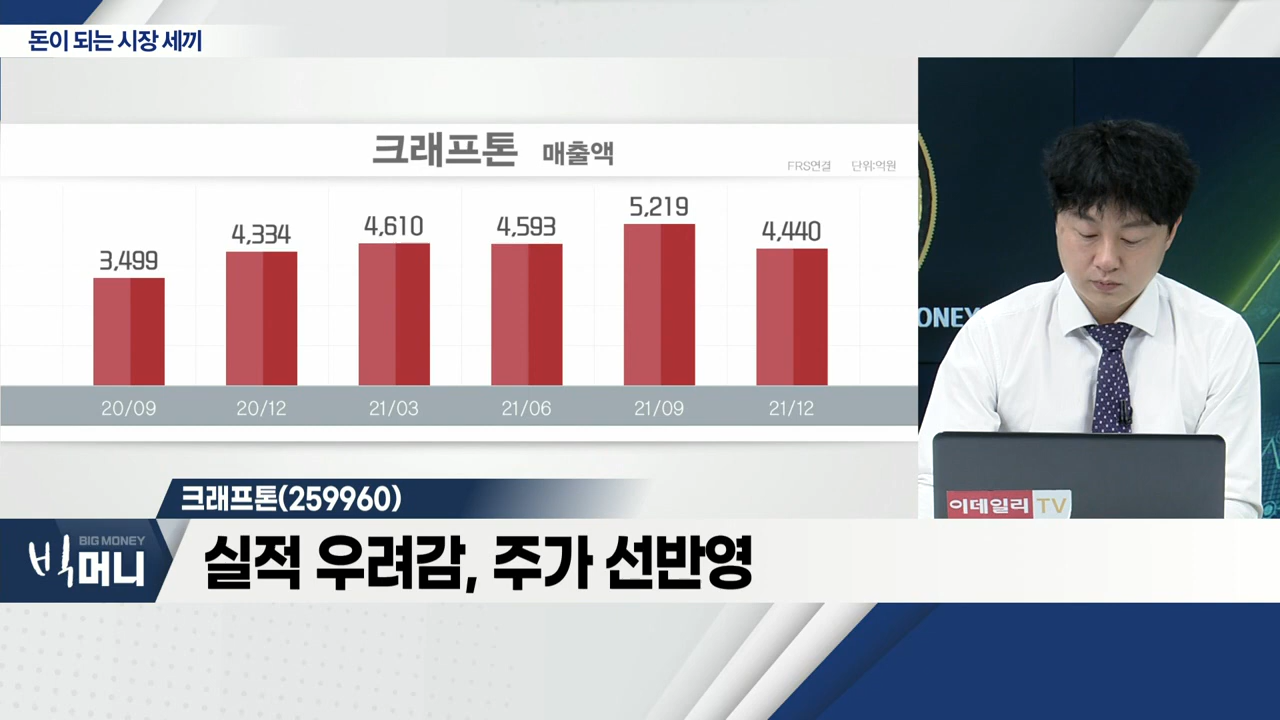 돈이 되는 시장 세끼
크래프톤 매출액
FRS연결 단위:억원
3,499
4,334
4,610
4,593
5,219
4,440
20/09
20/12
21/03
21/06
21/09
21/12
ONEY
이데일리 TV
크래프톤(259960)
BIG MONEY
빅머니
실적 우려감, 주가 선반영